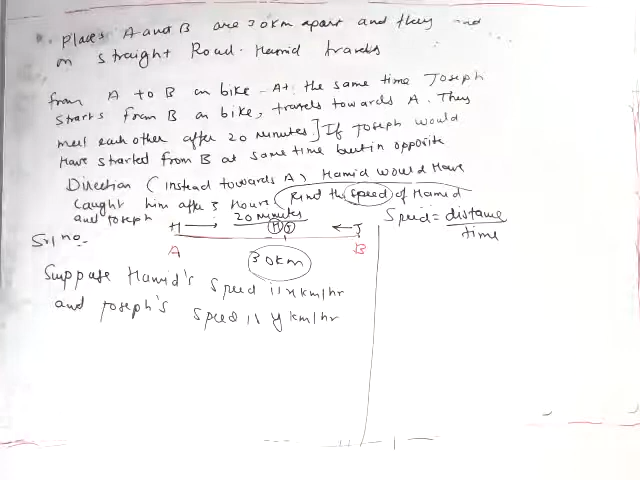 Places A and B are 30km apart and they
on straight Road. Hamid travels
from A to B on bike - At the same time Joseph
starts from B on bike, travels towards A. They
meet each other after 20 minutes] If Joseph would
Have started from B at same time but in opposite
Direction (instead towards A) Hamid would Have
Caught him after 3 Hours (Find the speed of Hamid
and Joseph
Speed = distance
time
20 minutes
H → (H) (J) ← J
A B
Sol no.
30km
Suppose Hamid's Speed is x km/hr
and Joseph's Speed is y km/hr